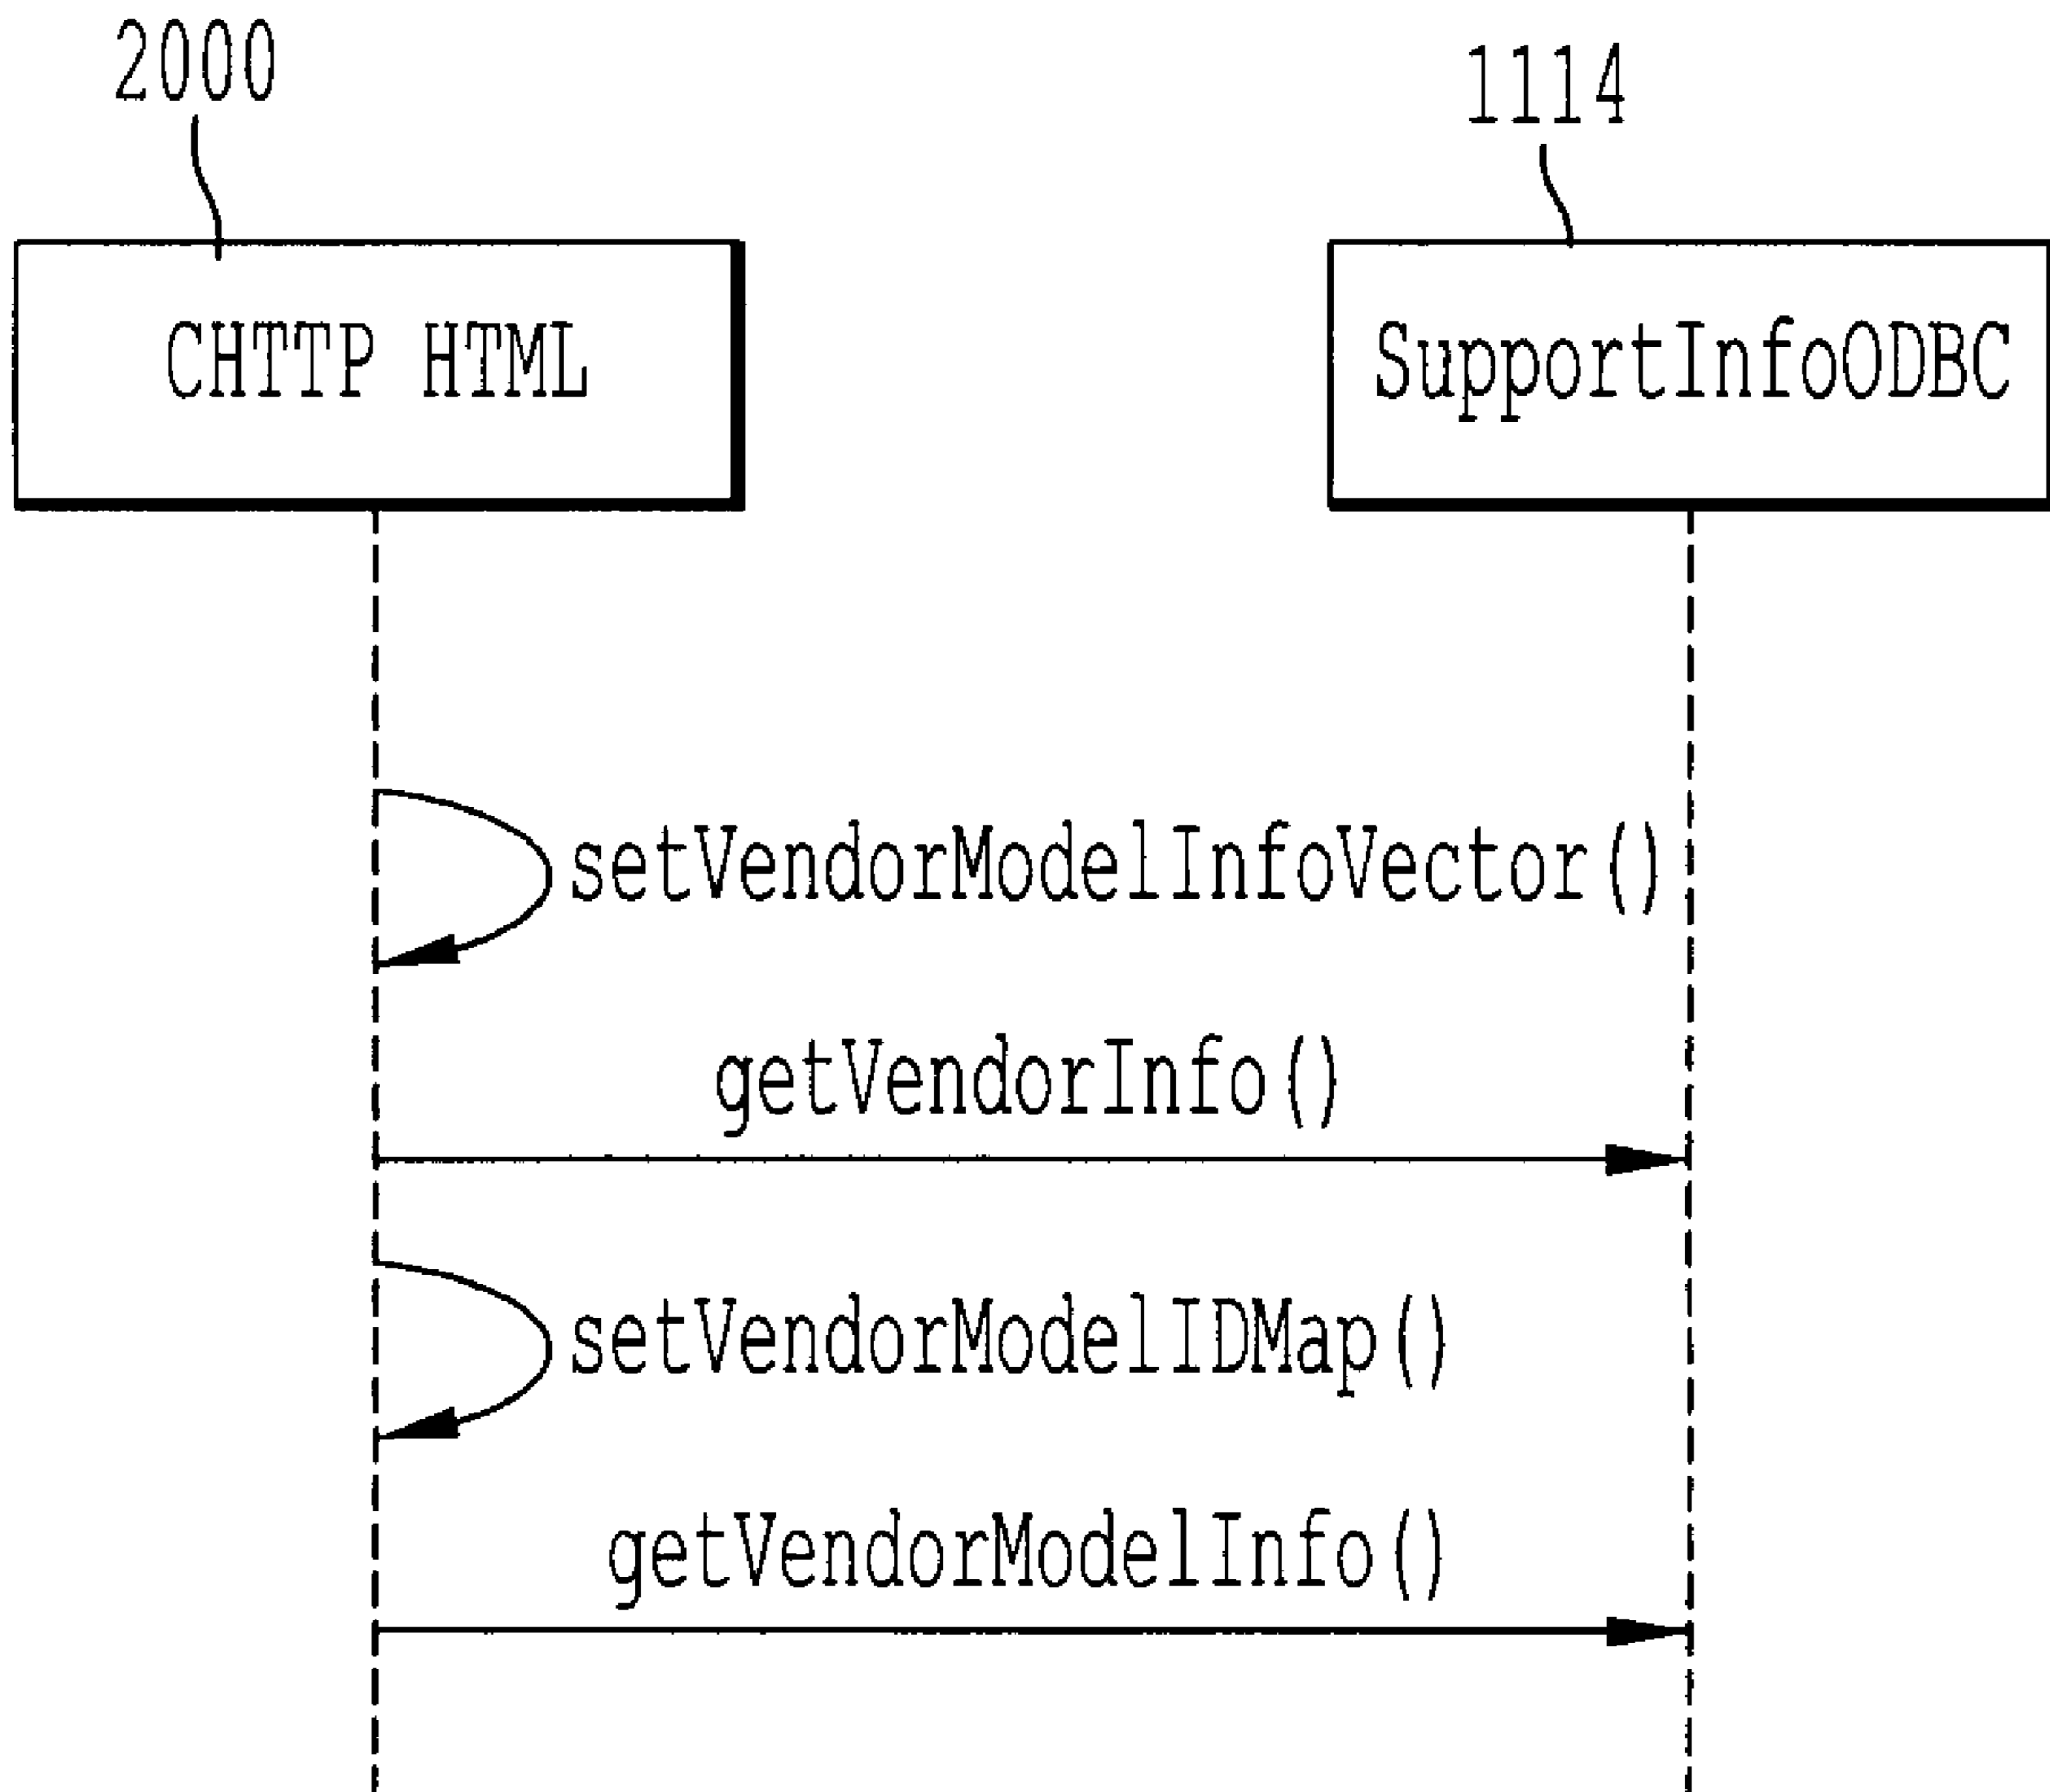 2000
1114
CHTTP HTML
SupportInfoODBC
setVendorModelInfoVector()
getVendorInfo()
setVendorModelIDMap()
getVendorModelInfo()